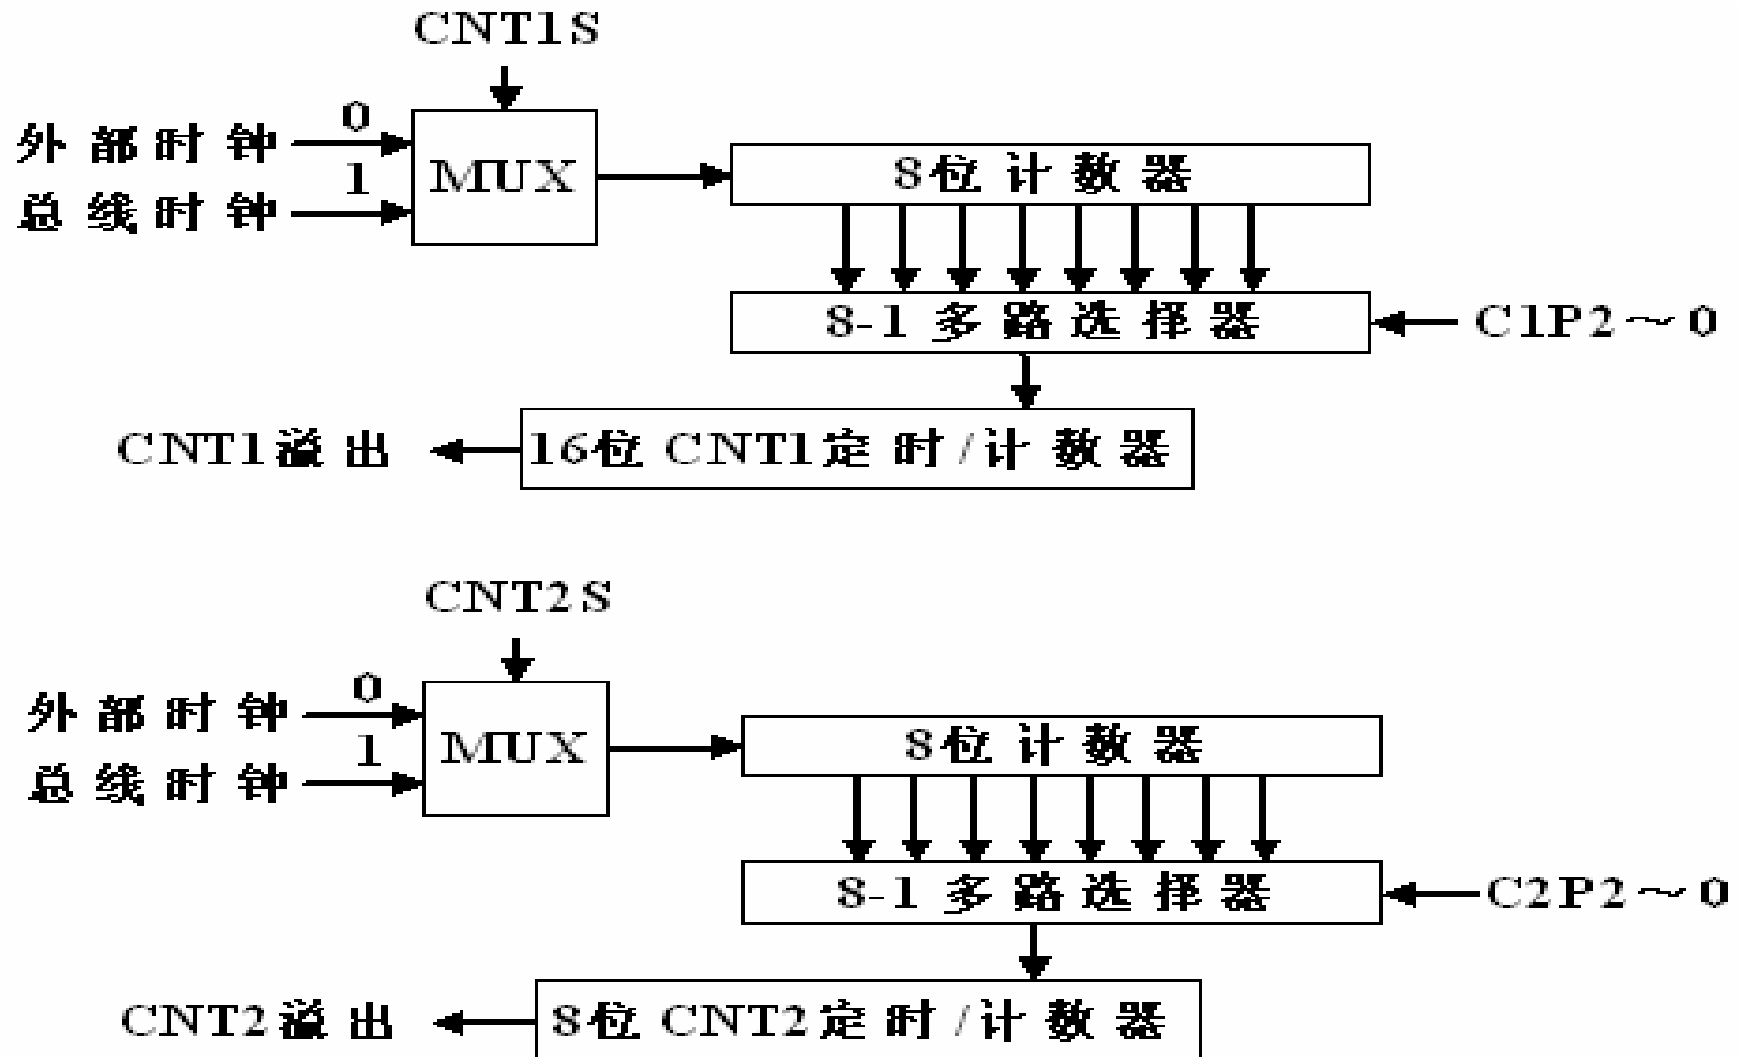 CNT1S
外部时钟
0
总线时钟
1
MUX
8位计数器
8-1多路选择器
C1P2~0
CNT1溢出
16位CNT1定时/计数器
CNT2S
外部时钟
0
总线时钟
1
MUX
8位计数器
8-1多路选择器
C2P2~0
CNT2溢出
8位CNT2定时/计数器